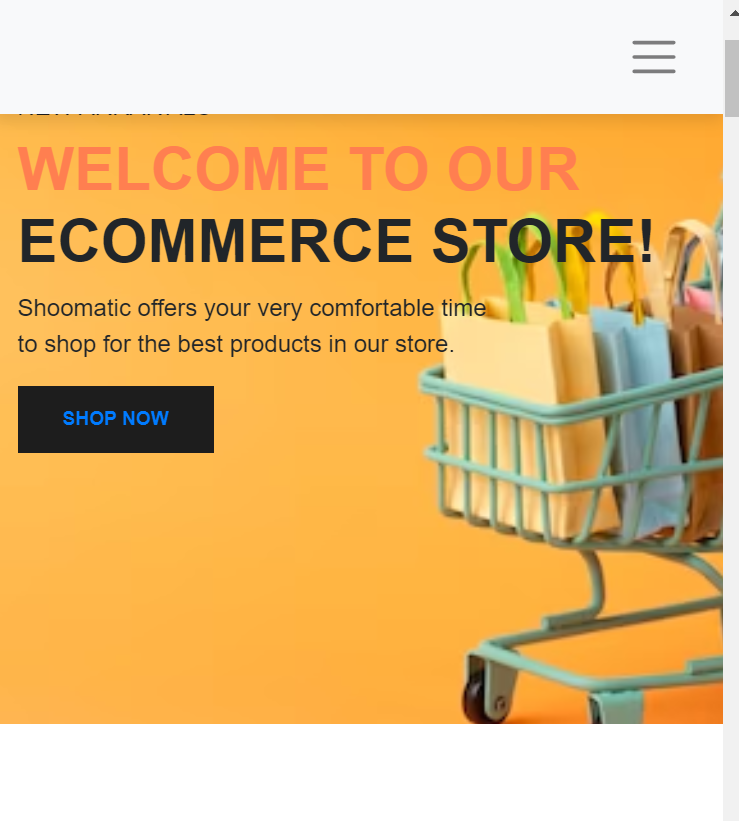 WELCOME TO OUR
ECOMMERCE STORE!
Shoomatic offers your very comfortable time
to shop for the best products in our store.
SHOP NOW